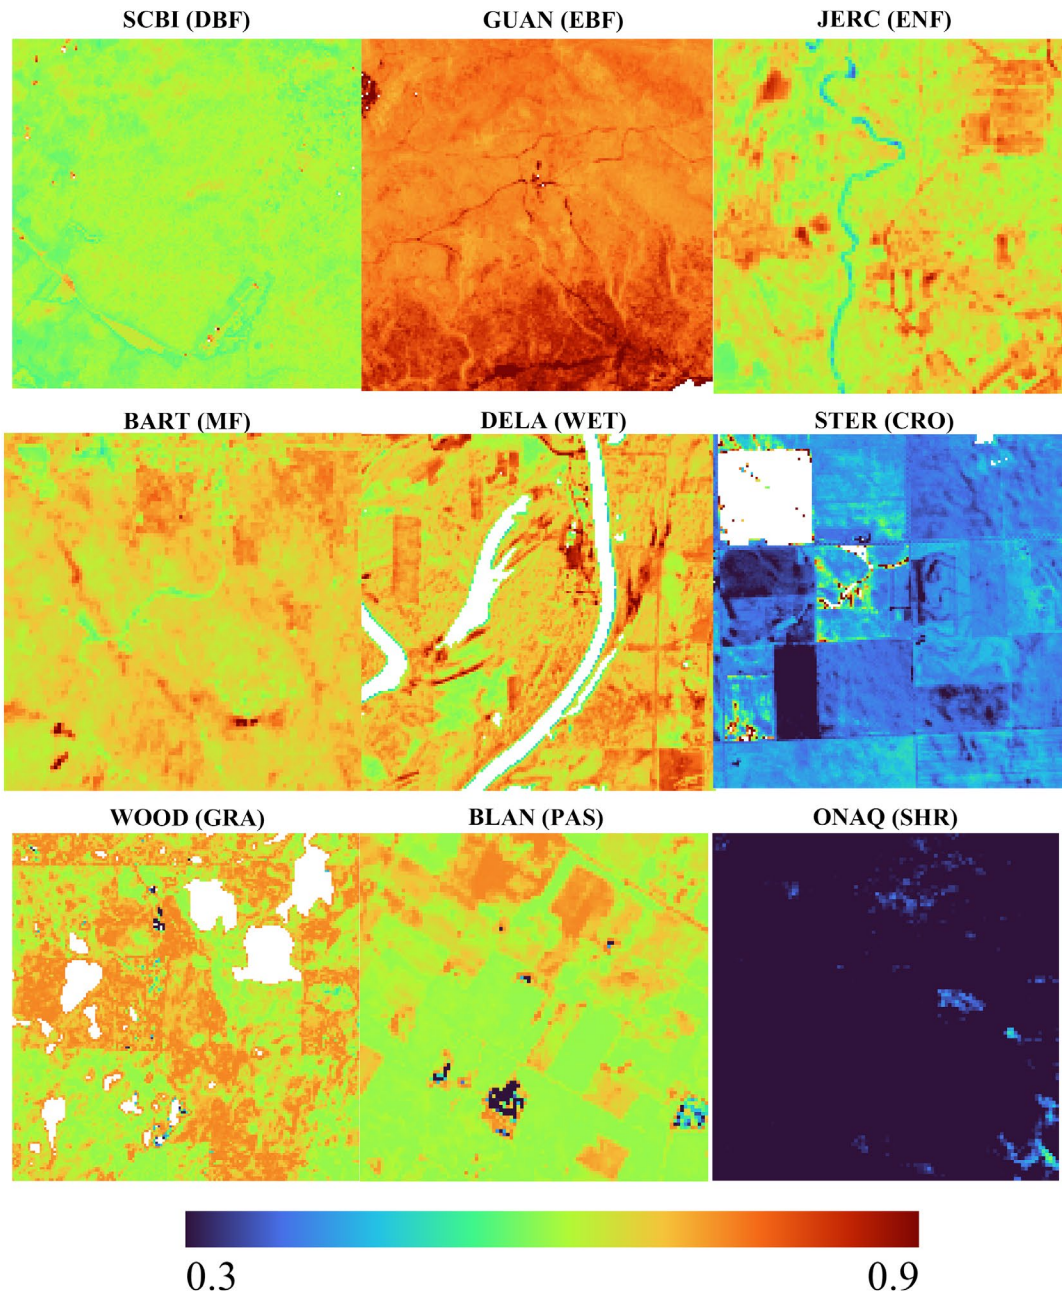 SCBI (DBF) GUAN (EBF) JERC (ENF)
BART (MF) DELA (WET) STER (CRO)
WOOD (GRA) BLAN (PAS) ONAQ (SHR)
0.3 0.9